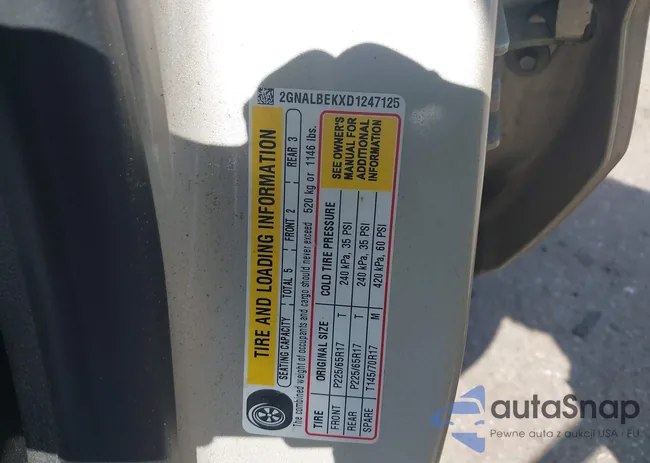 2GNALBEKXD1247125
TIRE AND LOADING INFORMATION
SEATING CAPACITY TOTAL 5 FRONT 2 REAR 3
The combined weight of occupants and cargo should never exceed 520 kg or 1146 lbs.
TIRE ORIGINAL SIZE COLD TIRE PRESSURE
FRONT P225/65R17 T 240 kPa, 35 PSI
REAR P225/65R17 T 240 kPa, 35 PSI
SPARE T145/70R17 M 420 kPa, 60 PSI
SEE OWNER'S
MANUAL FOR
ADDITIONAL
INFORMATION
autaSnap
Pewne auta z aukcji USA i EU